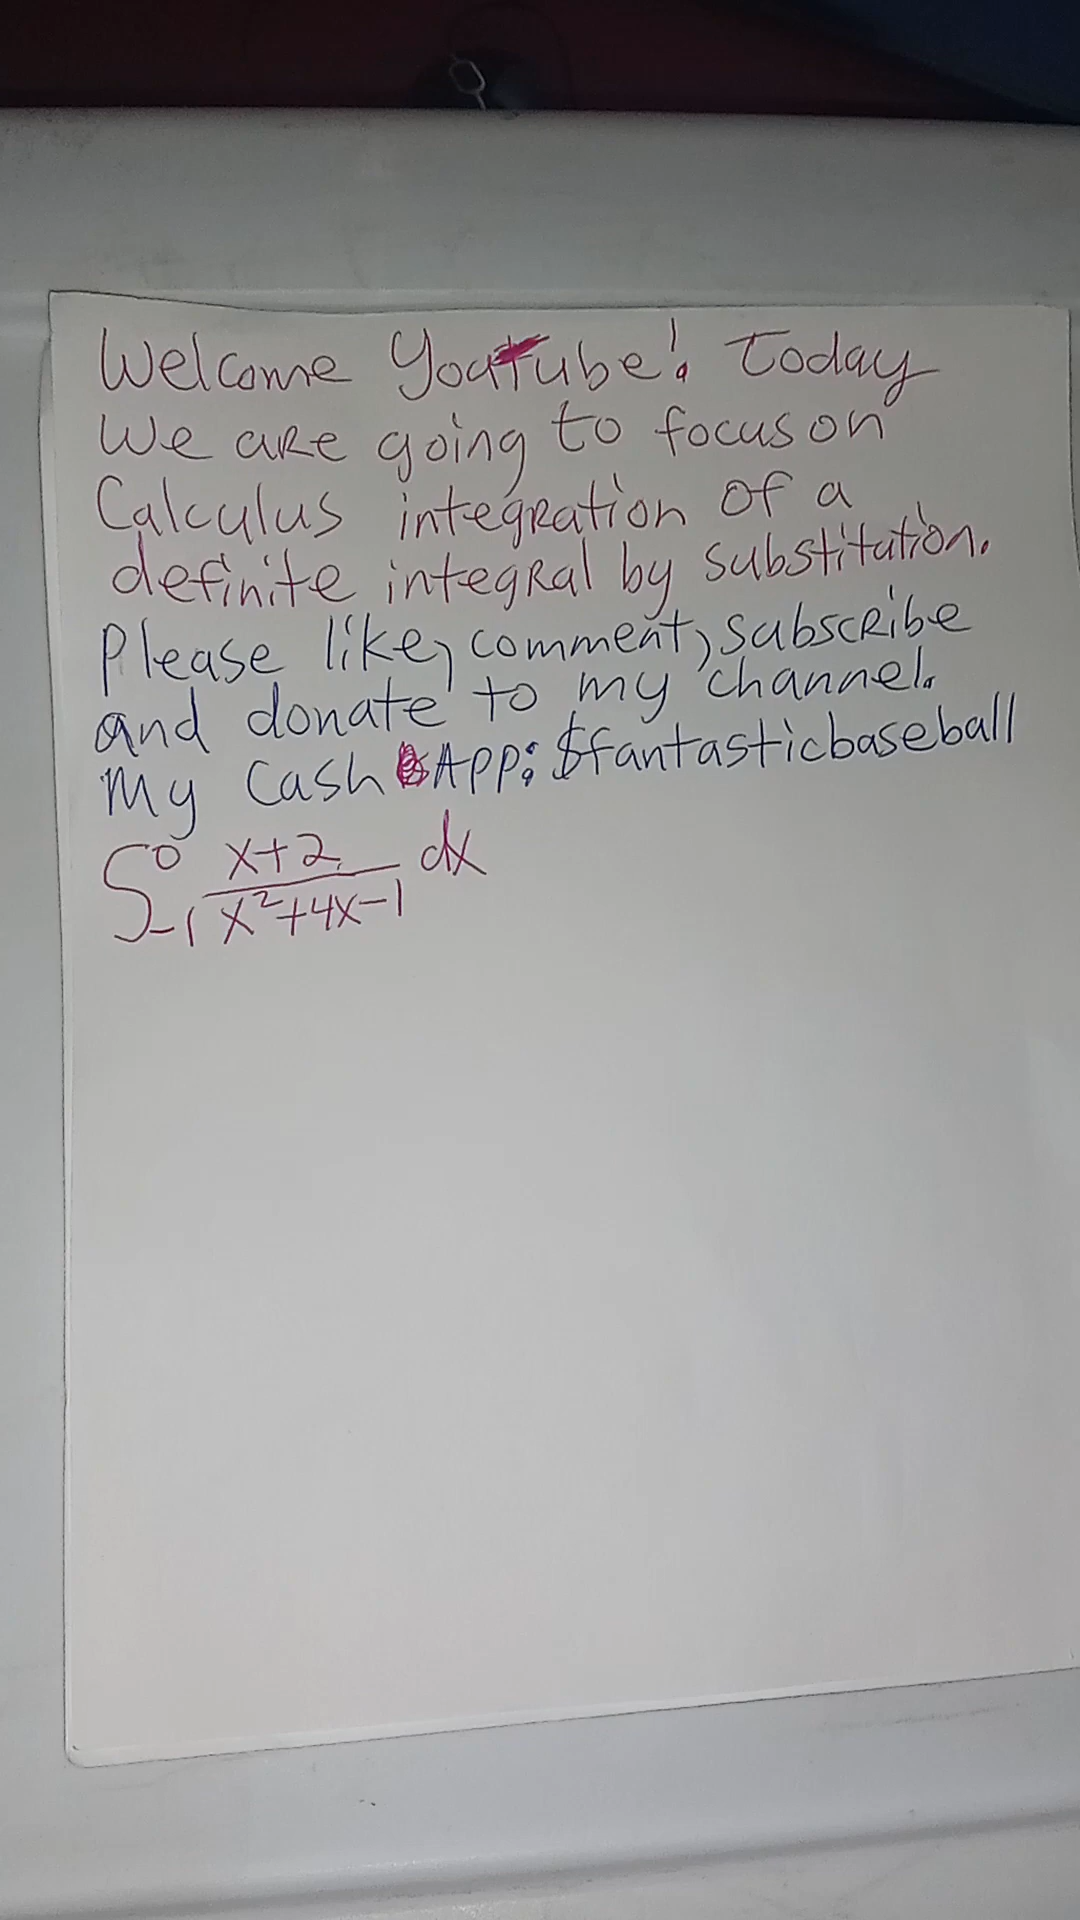 Welcome YouTube! Today
We are going to focus on
Calculus integration of a
definite integral by substitution.
Please like, comment, subscribe
and donate to my channel.
My Cash App: $fantasticbaseball
∫₋₁⁰ (x+2)/(x²+4x-1) dx